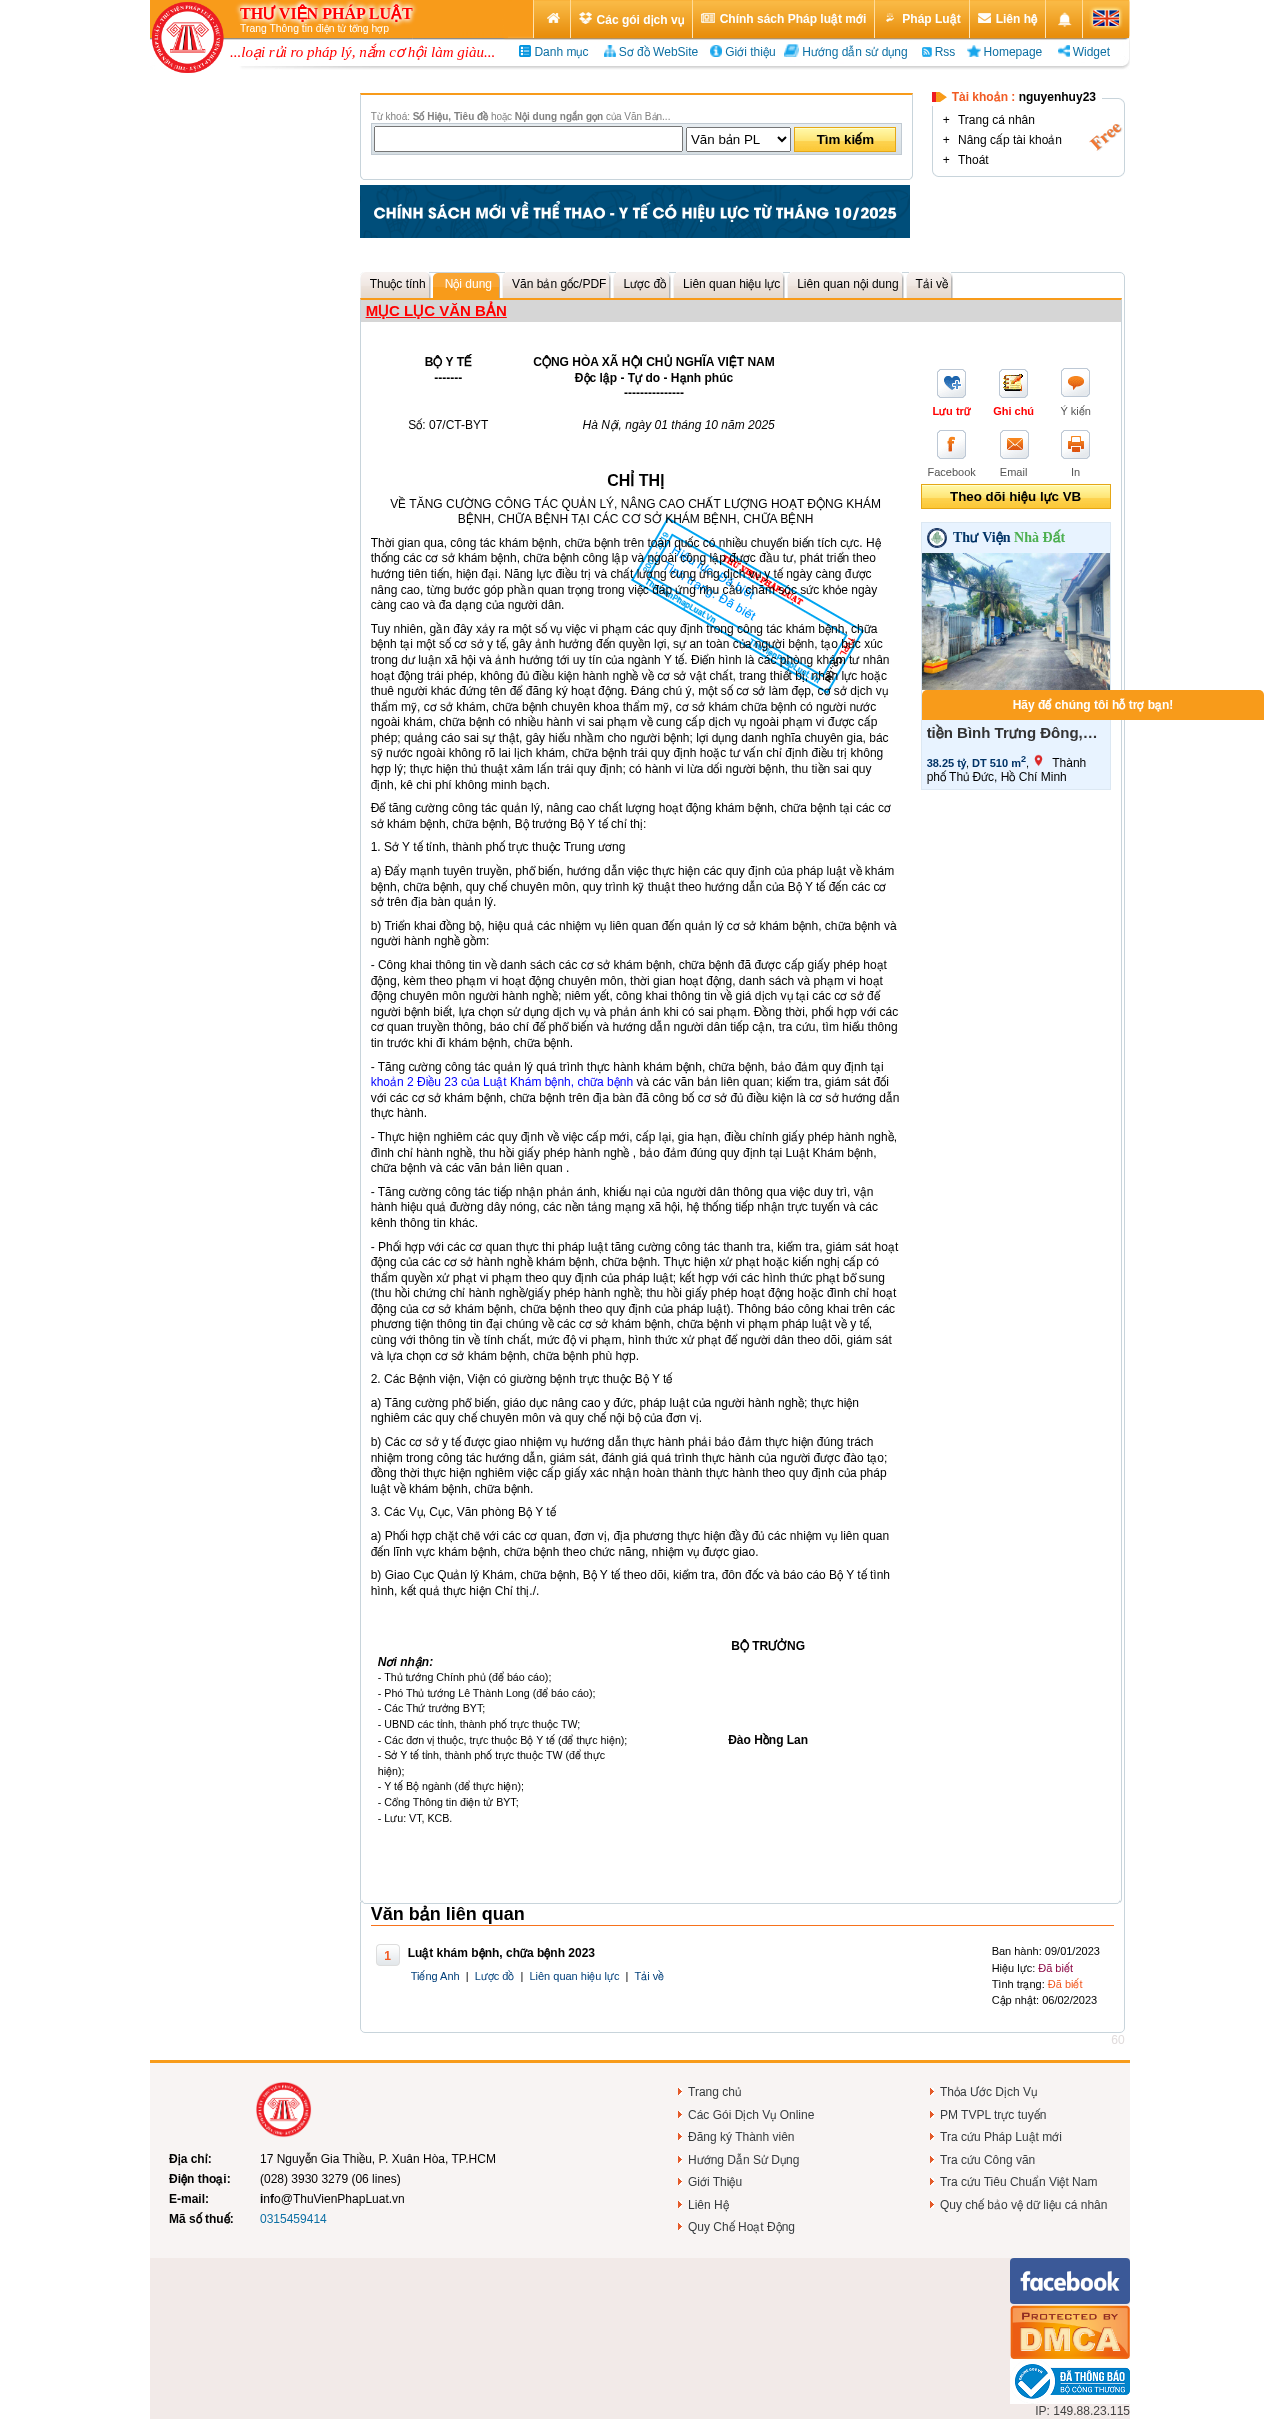 THƯ VIỆN PHÁP LUẬT
Trang Thông tin điện tử tổng hợp
Các gói dịch vụ
Chính sách Pháp luật mới
Pháp Luật
Liên hệ
...loại rủi ro pháp lý, nắm cơ hội làm giàu...
Danh mục
Sơ đồ WebSite
Giới thiệu
Hướng dẫn sử dụng
Rss
Homepage
Widget
Từ khoá: Số Hiệu, Tiêu đề hoặc Nội dung ngắn gọn của Văn Bản...
Văn bản PL
Tìm kiếm
Tài khoản : nguyenhuy23
+ Trang cá nhân
+ Nâng cấp tài khoản
+ Thoát
Free
CHÍNH SÁCH MỚI VỀ THỂ THAO - Y TẾ CÓ HIỆU LỰC TỪ THÁNG 10/2025
Thuộc tính
Nội dung
Văn bản gốc/PDF
Lược đồ
Liên quan hiệu lực
Liên quan nội dung
Tải về
MỤC LỤC VĂN BẢN
BỘ Y TẾ
-------
CỘNG HÒA XÃ HỘI CHỦ NGHĨA VIỆT NAM
Độc lập - Tự do - Hạnh phúc
---------------
Số: 07/CT-BYT
Hà Nội, ngày 01 tháng 10 năm 2025
Lưu trữ
Ghi chú
Ý kiến
Facebook
Email
In
Theo dõi hiệu lực VB
CHỈ THỊ
VỀ TĂNG CƯỜNG CÔNG TÁC QUẢN LÝ, NÂNG CAO CHẤT LƯỢNG HOẠT ĐỘNG KHÁM
BỆNH, CHỮA BỆNH TẠI CÁC CƠ SỞ KHÁM BỆNH, CHỮA BỆNH
Thời gian qua, công tác khám bệnh, chữa bệnh trên toàn quốc có nhiều chuyển biến tích cực. Hệ
thống các cơ sở khám bệnh, chữa bệnh công lập và ngoài công lập được đầu tư, phát triển theo
hướng tiên tiến, hiện đại. Năng lực điều trị và chất lượng cung ứng dịch vụ y tế ngày càng được
nâng cao, từng bước góp phần quan trọng trong việc đáp ứng nhu cầu chăm sóc sức khỏe ngày
càng cao và đa dạng của người dân.
Tuy nhiên, gần đây xảy ra một số vụ việc vi phạm các quy định trong công tác khám bệnh, chữa
bệnh tại một số cơ sở y tế, gây ảnh hưởng đến quyền lợi, sự an toàn của người bệnh, tạo bức xúc
trong dư luận xã hội và ảnh hưởng tới uy tín của ngành Y tế. Điển hình là các phòng khám tư nhân
hoạt động trái phép, không đủ điều kiện hành nghề về cơ sở vật chất, trang thiết bị, nhân lực hoặc
thuê người khác đứng tên để đăng ký hoạt động. Đáng chú ý, một số cơ sở làm đẹp, cơ sở dịch vụ
thẩm mỹ, cơ sở khám, chữa bệnh chuyên khoa thẩm mỹ, cơ sở khám chữa bệnh có người nước
ngoài khám, chữa bệnh có nhiều hành vi sai phạm về cung cấp dịch vụ ngoài phạm vi được cấp
phép; quảng cáo sai sự thật, gây hiểu nhầm cho người bệnh; lợi dụng danh nghĩa chuyên gia, bác
sỹ nước ngoài không rõ lai lịch khám, chữa bệnh trái quy định hoặc tư vấn chỉ định điều trị không
hợp lý; thực hiện thủ thuật xâm lấn trái quy định; có hành vi lừa dối người bệnh, thu tiền sai quy
định, kê chi phí không minh bạch.
Để tăng cường công tác quản lý, nâng cao chất lượng hoạt động khám bệnh, chữa bệnh tại các cơ
sở khám bệnh, chữa bệnh, Bộ trưởng Bộ Y tế chỉ thị:
1. Sở Y tế tỉnh, thành phố trực thuộc Trung ương
a) Đẩy mạnh tuyên truyền, phổ biến, hướng dẫn việc thực hiện các quy định của pháp luật về khám
bệnh, chữa bệnh, quy chế chuyên môn, quy trình kỹ thuật theo hướng dẫn của Bộ Y tế đến các cơ
sở trên địa bàn quản lý.
b) Triển khai đồng bộ, hiệu quả các nhiệm vụ liên quan đến quản lý cơ sở khám bệnh, chữa bệnh và
người hành nghề gồm:
- Công khai thông tin về danh sách các cơ sở khám bệnh, chữa bệnh đã được cấp giấy phép hoạt
động, kèm theo phạm vi hoạt động chuyên môn, thời gian hoạt động, danh sách và phạm vi hoạt
động chuyên môn người hành nghề; niêm yết, công khai thông tin về giá dịch vụ tại các cơ sở để
người bệnh biết, lựa chọn sử dụng dịch vụ và phản ánh khi có sai phạm. Đồng thời, phối hợp với các
cơ quan truyền thông, báo chí để phổ biến và hướng dẫn người dân tiếp cận, tra cứu, tìm hiểu thông
tin trước khi đi khám bệnh, chữa bệnh.
- Tăng cường công tác quản lý quá trình thực hành khám bệnh, chữa bệnh, bảo đảm quy định tại
khoản 2 Điều 23 của Luật Khám bệnh, chữa bệnh và các văn bản liên quan; kiểm tra, giám sát đối
với các cơ sở khám bệnh, chữa bệnh trên địa bàn đã công bố cơ sở đủ điều kiện là cơ sở hướng dẫn
thực hành.
- Thực hiện nghiêm các quy định về việc cấp mới, cấp lại, gia hạn, điều chỉnh giấy phép hành nghề,
đình chỉ hành nghề, thu hồi giấy phép hành nghề , bảo đảm đúng quy định tại Luật Khám bệnh,
chữa bệnh và các văn bản liên quan .
- Tăng cường công tác tiếp nhận phản ánh, khiếu nại của người dân thông qua việc duy trì, vận
hành hiệu quả đường dây nóng, các nền tảng mạng xã hội, hệ thống tiếp nhận trực tuyến và các
kênh thông tin khác.
- Phối hợp với các cơ quan thực thi pháp luật tăng cường công tác thanh tra, kiểm tra, giám sát hoạt
động của các cơ sở hành nghề khám bệnh, chữa bệnh. Thực hiện xử phạt hoặc kiến nghị cấp có
thẩm quyền xử phạt vi phạm theo quy định của pháp luật; kết hợp với các hình thức phạt bổ sung
(thu hồi chứng chỉ hành nghề/giấy phép hành nghề; thu hồi giấy phép hoạt động hoặc đình chỉ hoạt
động của cơ sở khám bệnh, chữa bệnh theo quy định của pháp luật). Thông báo công khai trên các
phương tiện thông tin đại chúng về các cơ sở khám bệnh, chữa bệnh vi phạm pháp luật về y tế,
cùng với thông tin về tính chất, mức độ vi phạm, hình thức xử phạt để người dân theo dõi, giám sát
và lựa chọn cơ sở khám bệnh, chữa bệnh phù hợp.
2. Các Bệnh viện, Viện có giường bệnh trực thuộc Bộ Y tế
a) Tăng cường phổ biến, giáo dục nâng cao y đức, pháp luật của người hành nghề; thực hiện
nghiêm các quy chế chuyên môn và quy chế nội bộ của đơn vị.
b) Các cơ sở y tế được giao nhiệm vụ hướng dẫn thực hành phải bảo đảm thực hiện đúng trách
nhiệm trong công tác hướng dẫn, giám sát, đánh giá quá trình thực hành của người được đào tạo;
đồng thời thực hiện nghiêm việc cấp giấy xác nhận hoàn thành thực hành theo quy định của pháp
luật về khám bệnh, chữa bệnh.
3. Các Vụ, Cục, Văn phòng Bộ Y tế
a) Phối hợp chặt chẽ với các cơ quan, đơn vị, địa phương thực hiện đầy đủ các nhiệm vụ liên quan
đến lĩnh vực khám bệnh, chữa bệnh theo chức năng, nhiệm vụ được giao.
b) Giao Cục Quản lý Khám, chữa bệnh, Bộ Y tế theo dõi, kiểm tra, đôn đốc và báo cáo Bộ Y tế tình
hình, kết quả thực hiện Chỉ thị./.
Thư Viện Nhà Đất
Hãy để chúng tôi hỗ trợ bạn!
tiền Bình Trưng Đông,…
38.25 tỷ, DT 510 m2, Thành
phố Thủ Đức, Hồ Chí Minh
Hiệu lực: Đã biết
Tình trạng: Đã biết
THƯ VIỆN PHÁP LUẬT
ThuVienPhapLuat.vn
ThuVienPhapLuat.vn
Nơi nhận:
- Thủ tướng Chính phủ (để báo cáo);
- Phó Thủ tướng Lê Thành Long (để báo cáo);
- Các Thứ trưởng BYT;
- UBND các tỉnh, thành phố trực thuộc TW;
- Các đơn vị thuộc, trực thuộc Bộ Y tế (để thực hiện);
- Sở Y tế tỉnh, thành phố trực thuộc TW (để thực
hiện);
- Y tế Bộ ngành (để thực hiện);
- Cổng Thông tin điện tử BYT;
- Lưu: VT, KCB.
BỘ TRƯỞNG
Đào Hồng Lan
Văn bản liên quan
1
Luật khám bệnh, chữa bệnh 2023
Tiếng Anh | Lược đồ | Liên quan hiệu lực | Tải về
Ban hành: 09/01/2023
Hiệu lực: Đã biết
Tình trạng: Đã biết
Cập nhật: 06/02/2023
60
Địa chỉ: 17 Nguyễn Gia Thiều, P. Xuân Hòa, TP.HCM
Điện thoại: (028) 3930 3279 (06 lines)
E-mail: info@ThuVienPhapLuat.vn
Mã số thuế: 0315459414
Trang chủ
Các Gói Dịch Vụ Online
Đăng ký Thành viên
Hướng Dẫn Sử Dụng
Giới Thiệu
Liên Hệ
Quy Chế Hoạt Động
Thỏa Ước Dịch Vụ
PM TVPL trực tuyến
Tra cứu Pháp Luật mới
Tra cứu Công văn
Tra cứu Tiêu Chuẩn Việt Nam
Quy chế bảo vệ dữ liệu cá nhân
facebook
PROTECTED BY
DMCA
ĐÃ THÔNG BÁO
BỘ CÔNG THƯƠNG
IP: 149.88.23.115